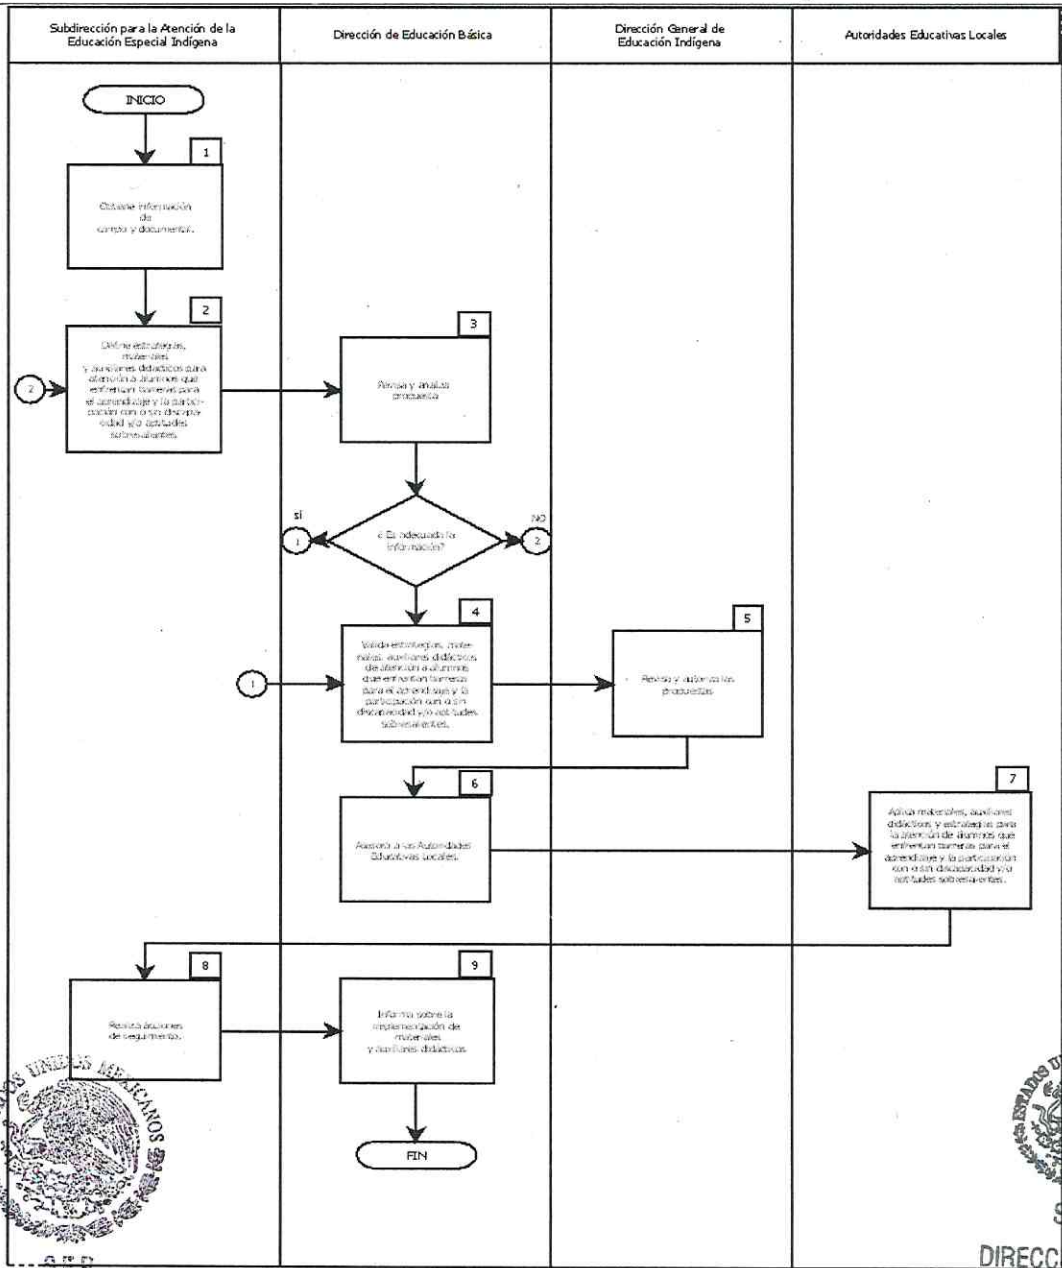 Subdirección para la Atención de la
Educación Especial Indígena
Dirección de Educación Básica
Dirección General de
Educación Indígena
Autoridades Educativas Locales
INICIO
1
Obtiene información
de
campo y documental.
2
Define estrategias,
materiales
y auxiliares didácticos para
atención a alumnos que
enfrentan barreras para
el aprendizaje y la partici-
pación con o sin discapa-
cidad y/o aptitudes
sobresalientes.
2
3
Revisa y analiza
propuesta
SÍ
1
¿Es adecuada la
información?
NO
2
4
Valida estrategias, mate-
riales, auxiliares didácticos
de atención a alumnos
que enfrentan barreras
para el aprendizaje y la
participación con o sin
discapacidad y/o aptitudes
sobresalientes.
1
5
Revisa y autoriza las
propuestas
6
Asesora a las Autoridades
Educativas Locales.
7
Aplica materiales, auxiliares
didácticos y estrategias para
la atención de alumnos que
enfrentan barreras para el
aprendizaje y la participación
con o sin discapacidad y/o
aptitudes sobresalientes.
8
Realiza acciones
de seguimiento.
9
Informa sobre la
implementación de
materiales
y auxiliares didácticos
FIN
UNIDOS MEXICANOS
ESTADOS U
DIRECC